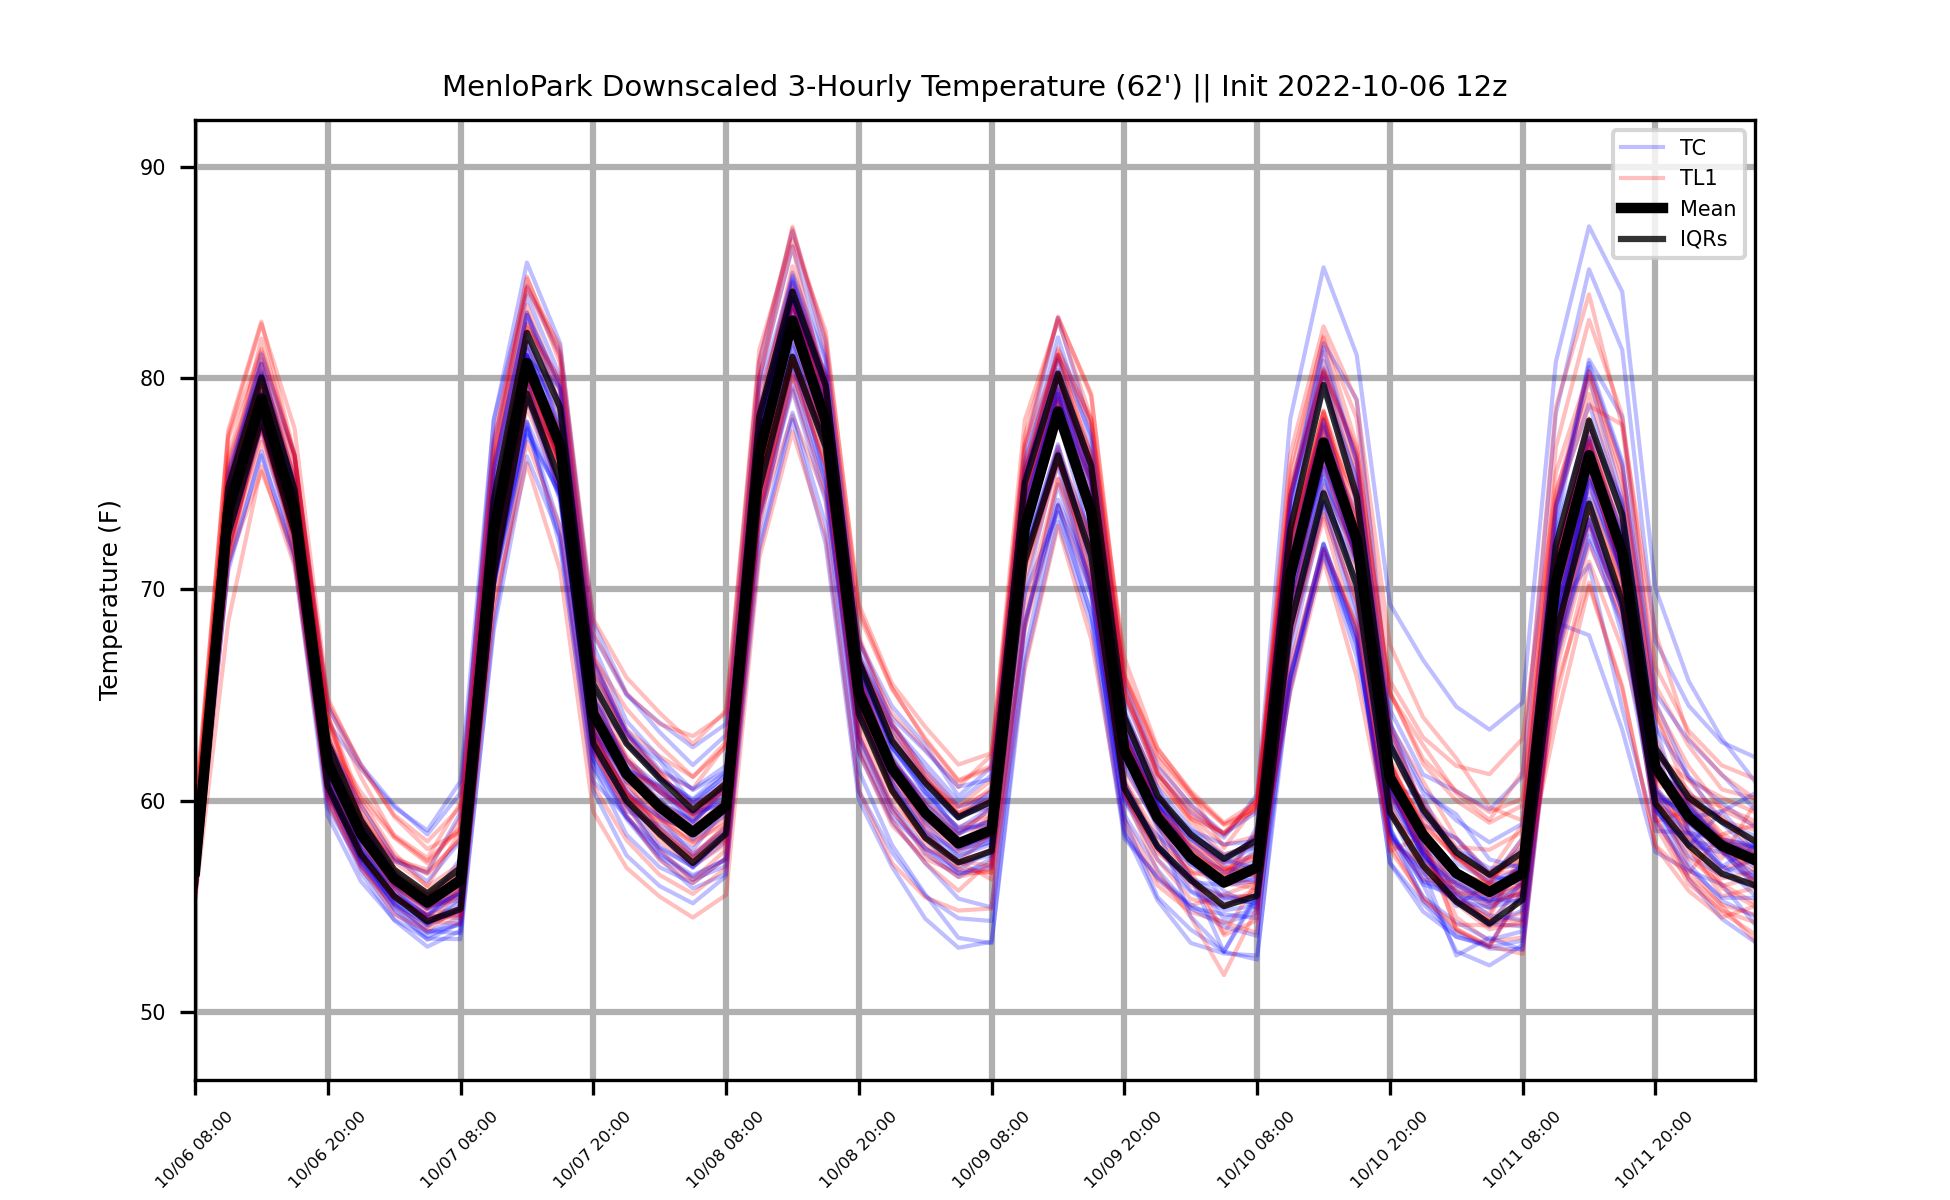 MenloPark Downscaled 3-Hourly Temperature (62') || Init 2022-10-06 12z
TC
TL1
Mean
IQRs
Temperature (F)
90
80
70
60
50
10/06 08:00
10/06 20:00
10/07 08:00
10/07 20:00
10/08 08:00
10/08 20:00
10/09 08:00
10/09 20:00
10/10 08:00
10/10 20:00
10/11 08:00
10/11 20:00